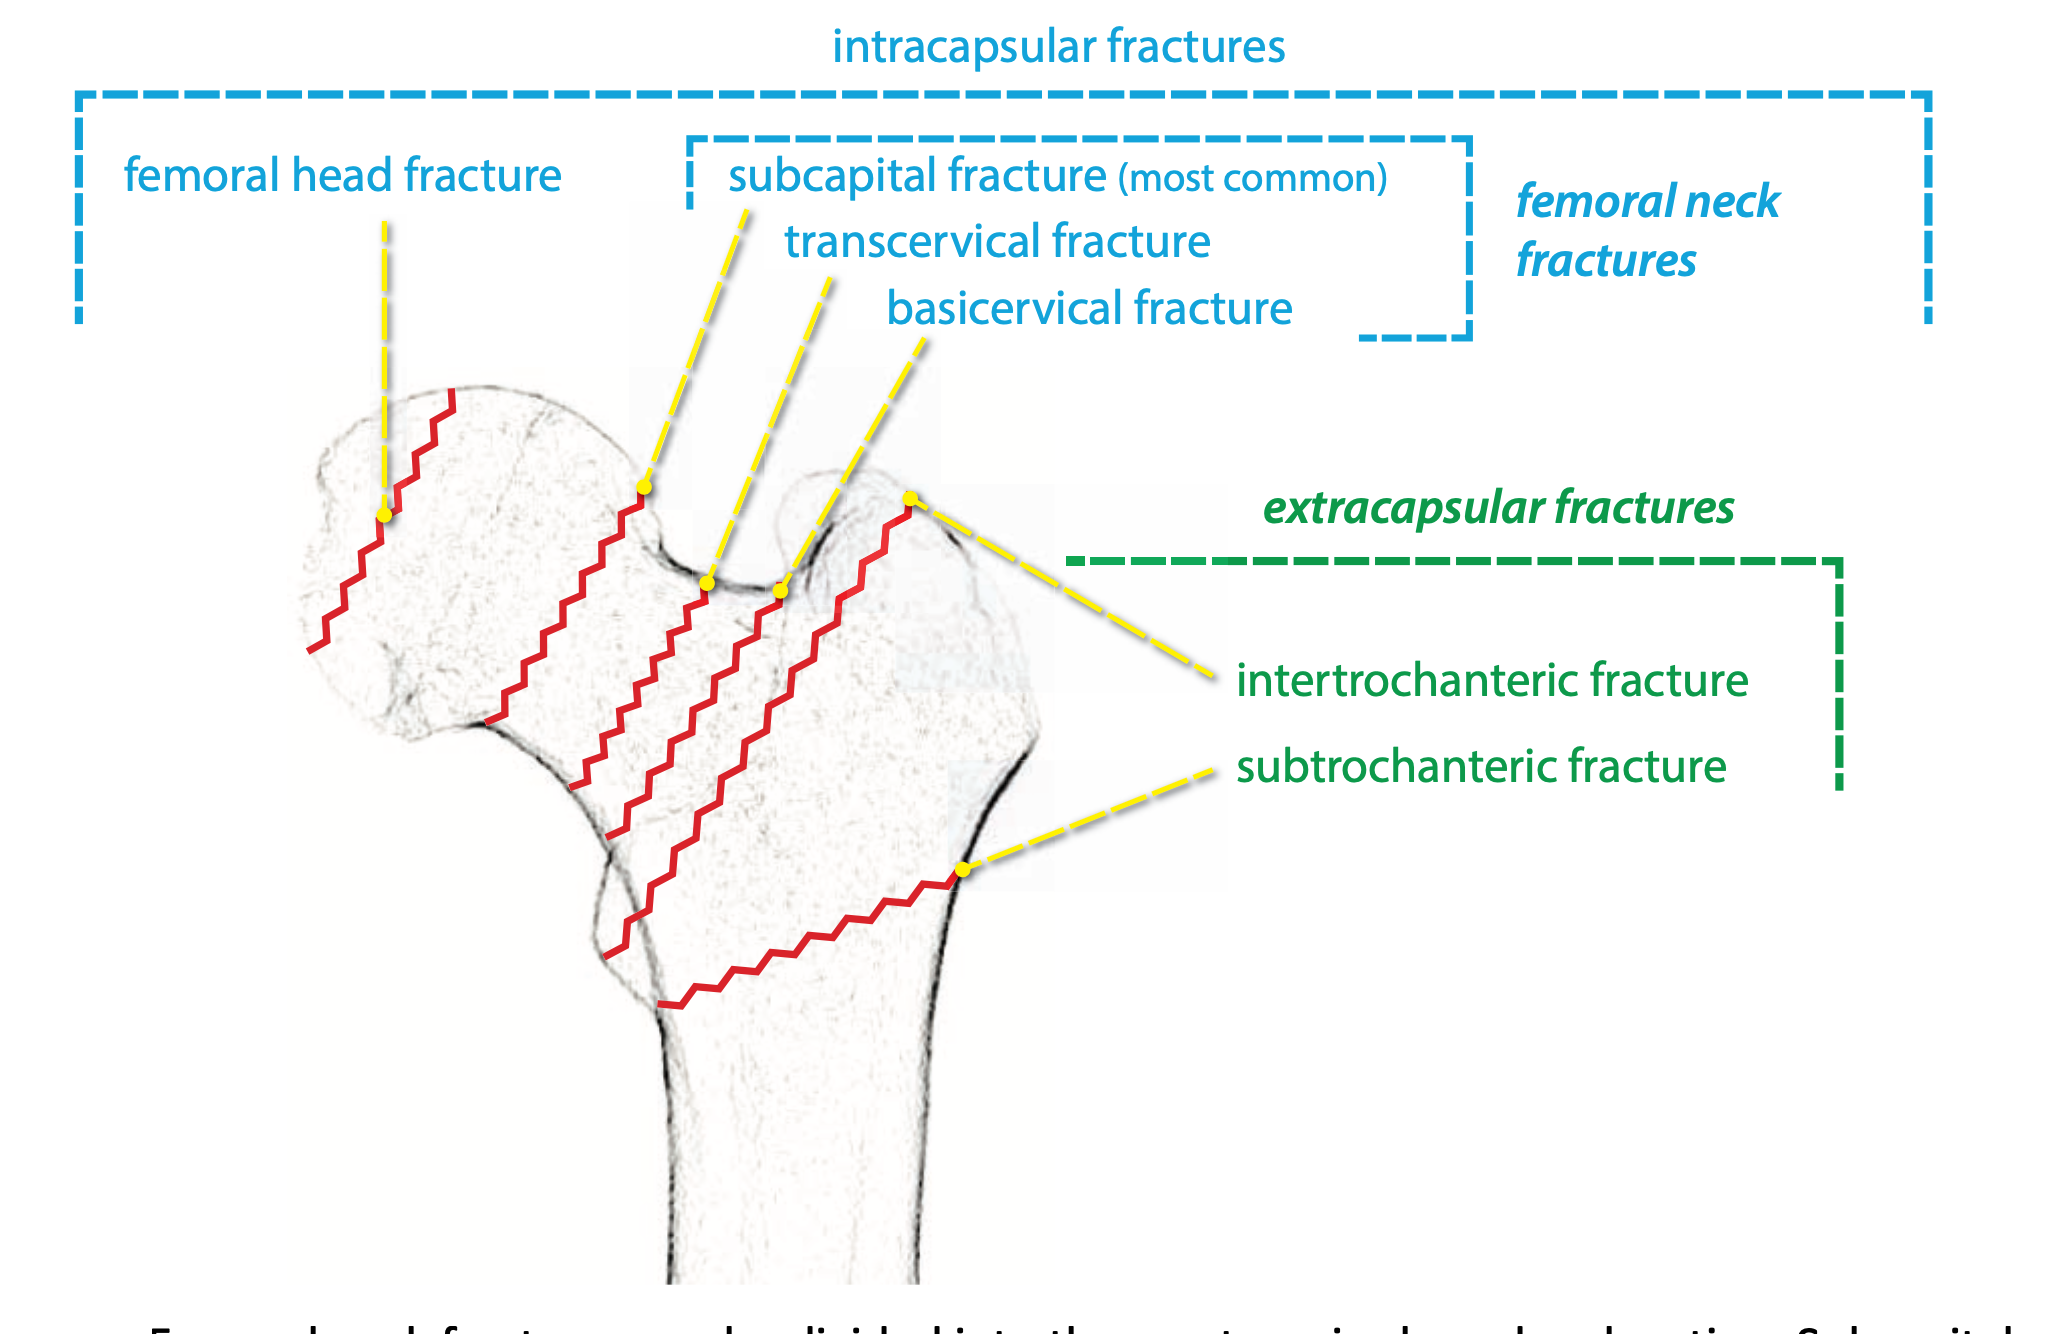 intracapsular fractures
femoral head fracture
subcapital fracture (most common)
transcervical fracture
basicervical fracture
femoral neck
fractures
extracapsular fractures
intertrochanteric fracture
subtrochanteric fracture